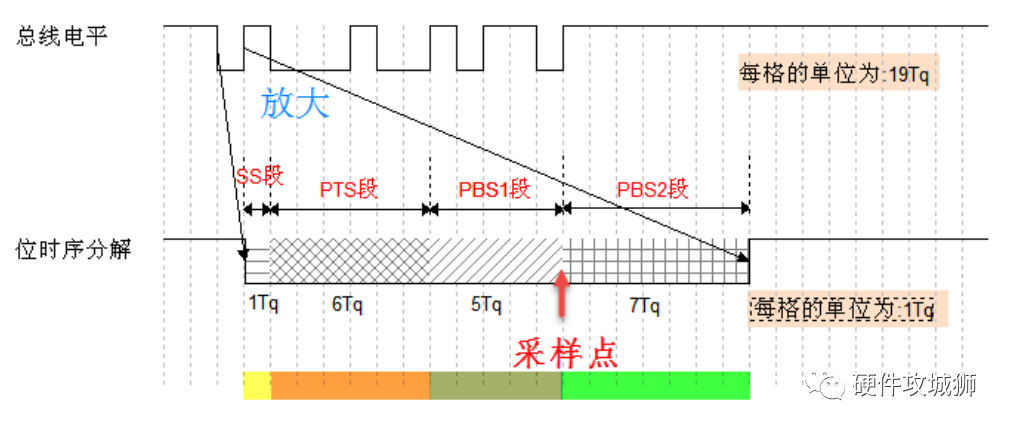 总线电平
每格的单位为:19Tq
放大
SS段
PTS段
PBS1段
PBS2段
位时序分解
1Tq
6Tq
5Tq
7Tq
每格的单位为:1Tq
采样点
硬件攻城狮